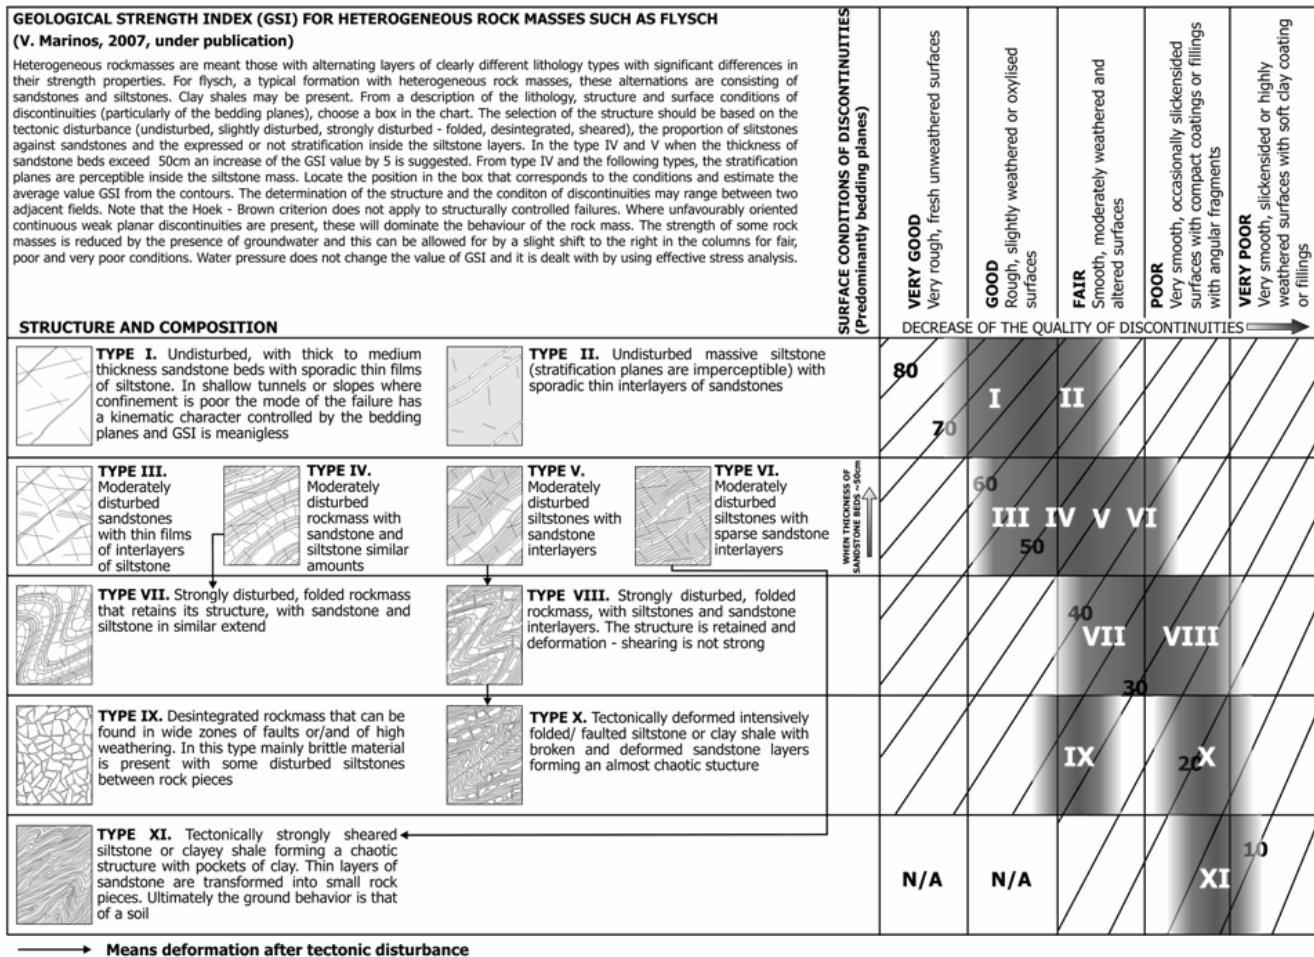 GEOLOGICAL STRENGTH INDEX (GSI) FOR HETEROGENEOUS ROCK MASSES SUCH AS FLYSCH
(V. Marinos, 2007, under publication)
Heterogeneous rockmasses are meant those with alternating layers of clearly different lithology types with significant differences in
their strength properties. For flysch, a typical formation with heterogeneous rock masses, these alternations are consisting of
sandstones and siltstones. Clay shales may be present. From a description of the lithology, structure and surface conditions of
discontinuities (particularly of the bedding planes), choose a box in the chart. The selection of the structure should be based on the
tectonic disturbance (undisturbed, slightly disturbed, strongly disturbed - folded, desintegrated, sheared), the proportion of slitstones
against sandstones and the expressed or not stratification inside the siltstone layers. In the type IV and V when the thickness of
sandstone beds exceed 50cm an increase of the GSI value by 5 is suggested. From type IV and the following types, the stratification
planes are perceptible inside the siltstone mass. Locate the position in the box that corresponds to the conditions and estimate the
average value GSI from the contours. The determination of the structure and the conditon of discontinuities may range between two
adjacent fields. Note that the Hoek - Brown criterion does not apply to structurally controlled failures. Where unfavourably oriented
continuous weak planar discontinuities are present, these will dominate the behaviour of the rock mass. The strength of some rock
masses is reduced by the presence of groundwater and this can be allowed for by a slight shift to the right in the columns for fair,
poor and very poor conditions. Water pressure does not change the value of GSI and it is dealt with by using effective stress analysis.
STRUCTURE AND COMPOSITION
SURFACE CONDITIONS OF DISCONTINUITIES
(Predominantly bedding planes)
VERY GOOD
Very rough, fresh unweathered surfaces
GOOD
Rough, slightly weathered or oxylised
surfaces
FAIR
Smooth, moderately weathered and
altered surfaces
POOR
Very smooth, occasionally slickensided
surfaces with compact coatings or fillings
with angular fragments
VERY POOR
Very smooth, slickensided or highly
weathered surfaces with soft clay coating
or fillings
DECREASE OF THE QUALITY OF DISCONTINUITIES
TYPE I. Undisturbed, with thick to medium
thickness sandstone beds with sporadic thin films
of siltstone. In shallow tunnels or slopes where
confinement is poor the mode of the failure has
a kinematic character controlled by the bedding
planes and GSI is meanigless
TYPE II. Undisturbed massive siltstone
(stratification planes are imperceptible) with
sporadic thin interlayers of sandstones
80
70
I
II
TYPE III.
Moderately
disturbed
sandstones
with thin films
of interlayers
of siltstone
TYPE IV.
Moderately
disturbed
rockmass with
sandstone and
siltstone similar
amounts
TYPE V.
Moderately
disturbed
siltstones with
sandstone
interlayers
TYPE VI.
Moderately
disturbed
siltstones with
sparse sandstone
interlayers
WHEN THICKNESS OF
SANDSTONE BEDS ~50cm
60
III IV V VI
50
TYPE VII. Strongly disturbed, folded rockmass
that retains its structure, with sandstone and
siltstone in similar extend
TYPE VIII. Strongly disturbed, folded
rockmass, with siltstones and sandstone
interlayers. The structure is retained and
deformation - shearing is not strong
40
VII
VIII
30
TYPE IX. Desintegrated rockmass that can be
found in wide zones of faults or/and of high
weathering. In this type mainly brittle material
is present with some disturbed siltstones
between rock pieces
TYPE X. Tectonically deformed intensively
folded/ faulted siltstone or clay shale with
broken and deformed sandstone layers
forming an almost chaotic stucture
IX
20
X
TYPE XI. Tectonically strongly sheared
siltstone or clayey shale forming a chaotic
structure with pockets of clay. Thin layers of
sandstone are transformed into small rock
pieces. Ultimately the ground behavior is that
of a soil
N/A
N/A
10
XI
Means deformation after tectonic disturbance